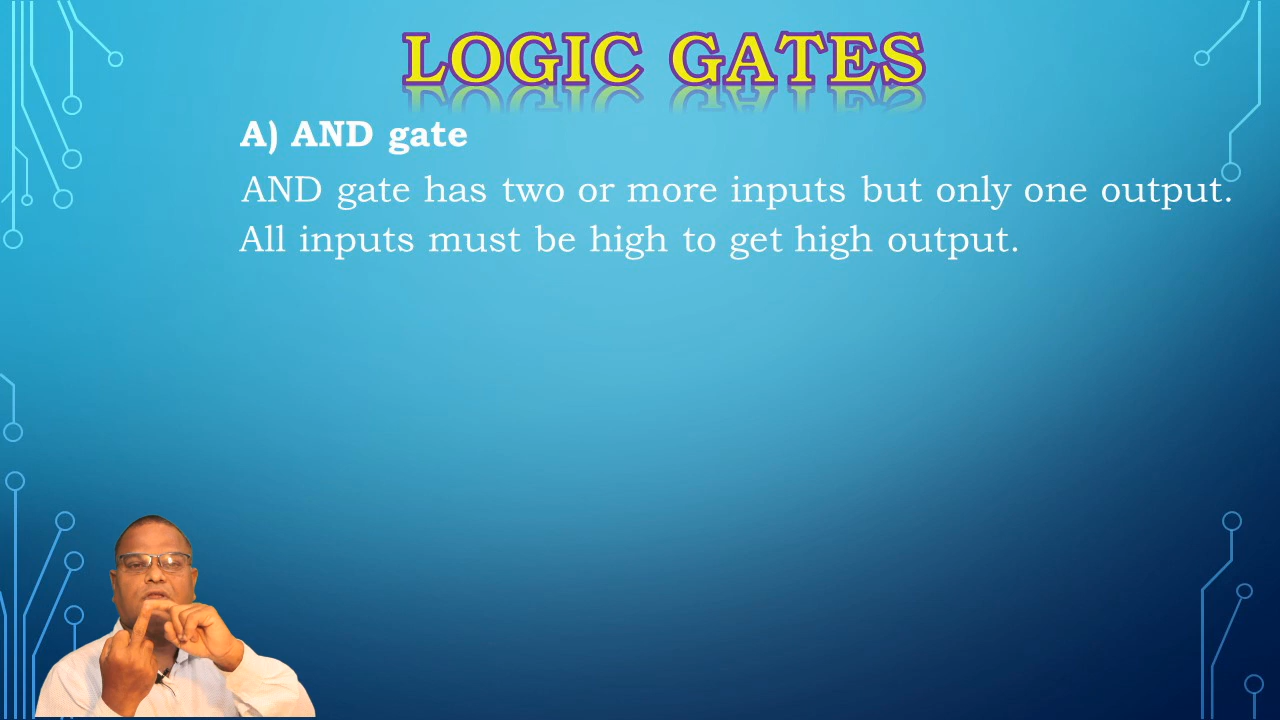 LOGIC GATES
A) AND gate
AND gate has two or more inputs but only one output.
All inputs must be high to get high output.